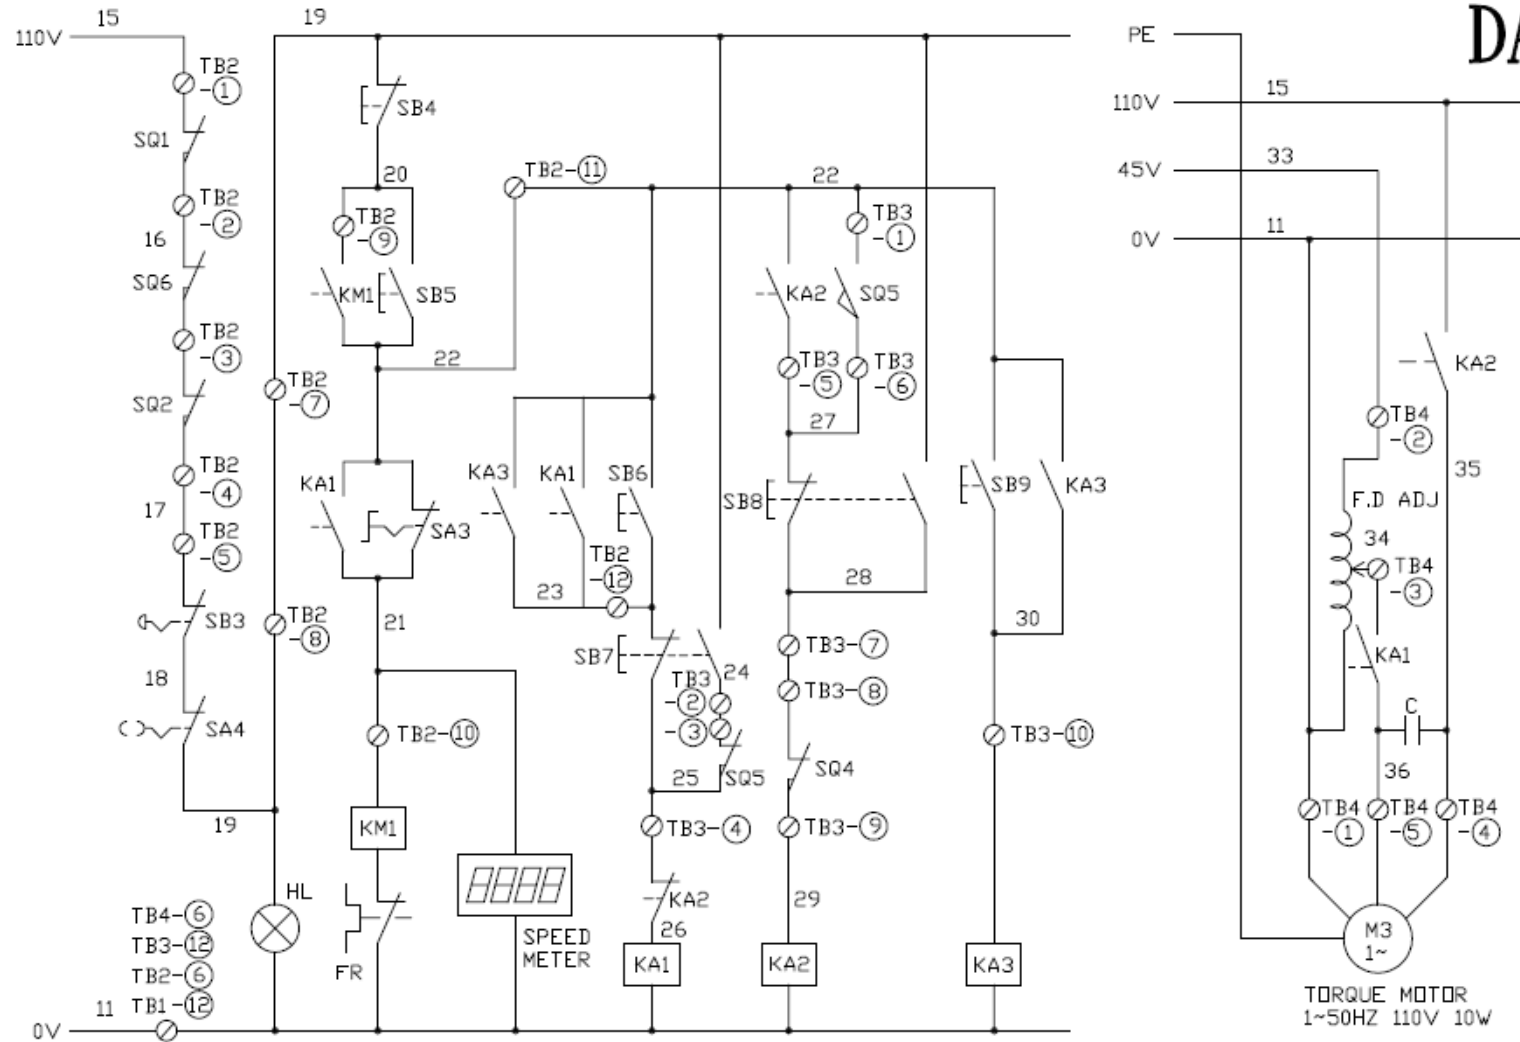 15
19
110V
TB2
-①
SQ1
TB2
-②
16
SQ6
TB2
-③
SQ2
TB2
-④
17
TB2
-⑤
SB3
18
SA4
19
TB2
-⑦
TB2
-⑧
HL
TB4-⑥
TB3-⑫
TB2-⑥
TB1-⑫
11
0V
SB4
20
TB2
-⑨
KM1
SB5
22
KA1
SA3
21
TB2-⑩
KM1
FR
SPEED
METER
TB2-⑪
KA3
KA1
SB6
TB2
-⑫
23
SB7
24
TB3
-②
-③
SQ5
25
TB3-④
KA2
26
KA1
22
TB3
-①
KA2
SQ5
TB3
-⑤
TB3
-⑥
27
SB8
28
TB3-⑦
TB3-⑧
SQ4
TB3-⑨
29
KA2
SB9
KA3
30
TB3-⑩
KA3
DA
PE
110V
15
45V
33
0V
11
KA2
TB4
-②
35
F.D ADJ
34
TB4
-③
KA1
C
36
TB4
-①
TB4
-⑤
TB4
-④
M3
1~
TORQUE MOTOR
1~50HZ 110V 10W